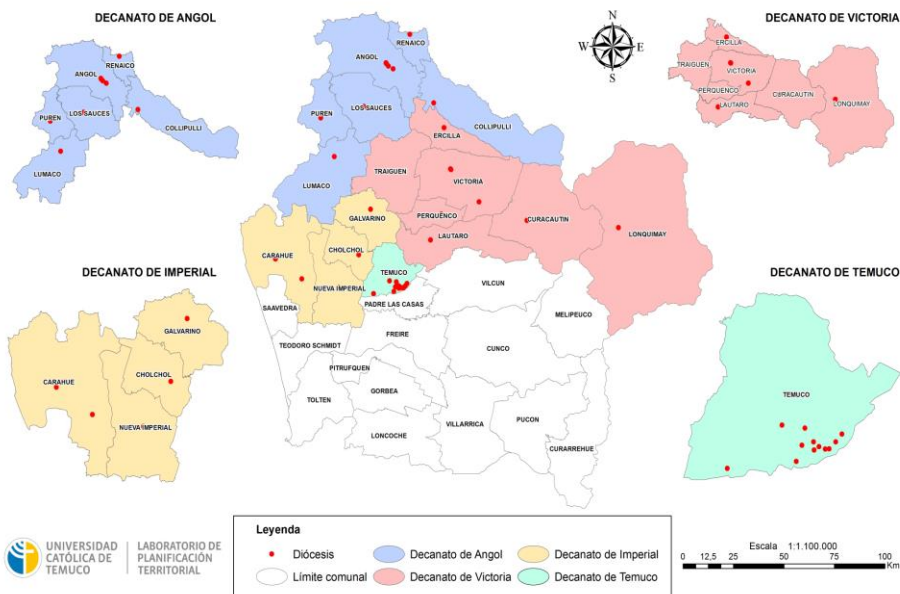 DECANATO DE ANGOL
RENAICO
ANGOL
LOS SAUCES
PUREN
COLLIPULLI
LUMACO
DECANATO DE IMPERIAL
GALVARINO
CHOLCHOL
CARAHUE
NUEVA IMPERIAL
N
W E
S
RENAICO
ANGOL
LOS SAUCES
PUREN
COLLIPULLI
ERCILLA
LUMACO
TRAIGUEN
VICTORIA
GALVARINO
PERQUENCO
CURACAUTIN
LONQUIMAY
LAUTARO
CARAHUE
CHOLCHOL
TEMUCO
NUEVA IMPERIAL
VILCUN
SAAVEDRA
PADRE LAS CASAS
MELIPEUCO
FREIRE
TEODORO SCHMIDT
CUNCO
PITRUFQUEN
GORBEA
TOLTEN
VILLARRICA
PUCON
LONCOCHE
CURARREHUE
DECANATO DE VICTORIA
ERCILLA
TRAIGUEN
VICTORIA
PERQUENCO
CURACAUTIN
LONQUIMAY
LAUTARO
DECANATO DE TEMUCO
TEMUCO
UNIVERSIDAD
CATÓLICA DE
TEMUCO
LABORATORIO DE
PLANIFICACIÓN
TERRITORIAL
Leyenda
Diócesis
Decanato de Angol
Decanato de Imperial
Límite comunal
Decanato de Victoria
Decanato de Temuco
Escala 1:1.100.000
0 12,5 25 50 75 100
Km